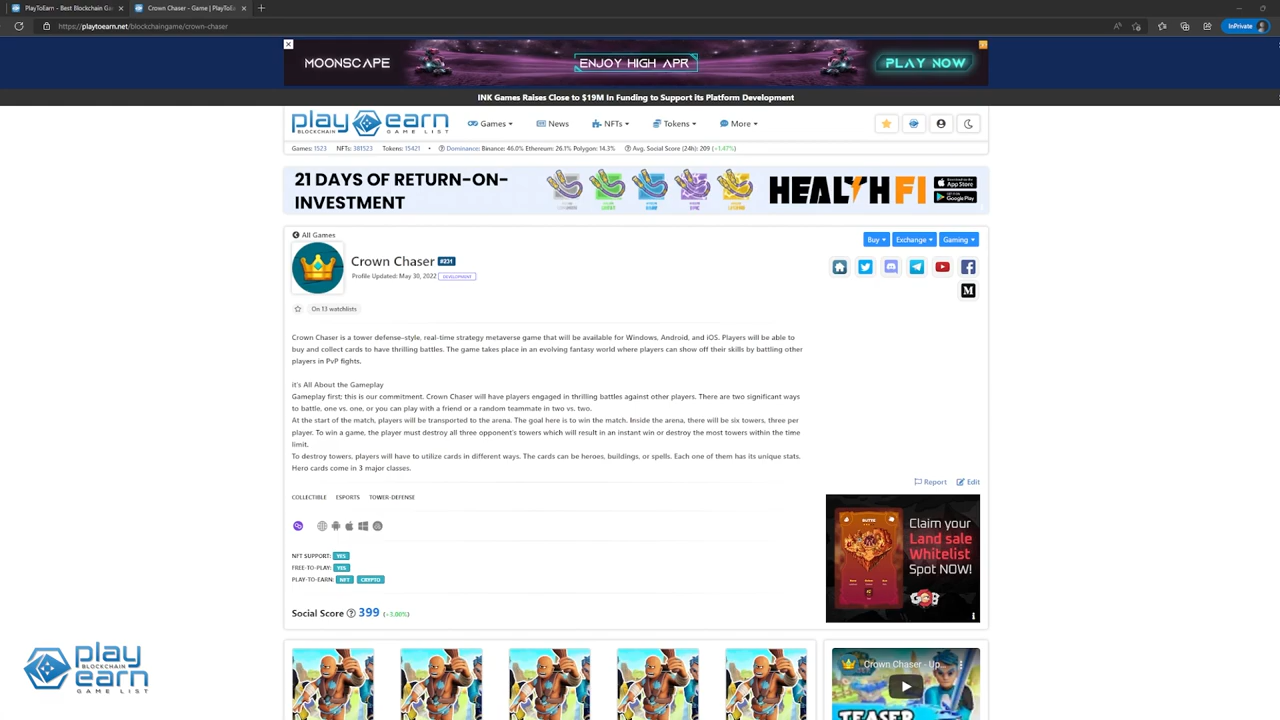 PlayToEarn - Best Blockchain Ga
Crown Chaser - Game | PlayToE
https://playtoearn.net/blockchaingame/crown-chaser
InPrivate
MOONSCAPE
ENJOY HIGH APR
PLAY NOW
INK Games Raises Close to $19M In Funding to Support its Platform Development
play earn
BLOCKCHAIN GAME LIST
Games
News
NFTs
Tokens
More
Games: 1523 NFTs: 381523 Tokens: 15421 • Dominance: Binance: 46.0% Ethereum: 26.1% Polygon: 14.3% Avg. Social Score (24h): 209 (+1.47%)
21 DAYS OF RETURN-ON-
INVESTMENT
HEALTH FI
App Store
Google Play
All Games
Buy
Exchange
Gaming
Crown Chaser #231
Profile Updated: May 30, 2022 DEVELOPMENT
On 13 watchlists
Crown Chaser is a tower defense-style, real-time strategy metaverse game that will be available for Windows, Android, and iOS. Players will be able to
buy and collect cards to have thrilling battles. The game takes place in an evolving fantasy world where players can show off their skills by battling other
players in PvP fights.
it's All About the Gameplay
Gameplay first; this is our commitment. Crown Chaser will have players engaged in thrilling battles against other players. There are two significant ways
to battle, one vs. one, or you can play with a friend or a random teammate in two vs. two.
At the start of the match, players will be transported to the arena. The goal here is to win the match. Inside the arena, there will be six towers, three per
player. To win a game, the player must destroy all three opponent's towers which will result in an instant win or destroy the most towers within the time
limit.
To destroy towers, players will have to utilize cards in different ways. The cards can be heroes, buildings, or spells. Each one of them has its unique stats.
Hero cards come in 3 major classes.
Report
Edit
COLLECTIBLE ESPORTS TOWER-DEFENSE
NFT SUPPORT: YES
FREE-TO-PLAY: YES
PLAY-TO-EARN: NFT CRYPTO
Social Score 399 (+3.80%)
Claim your
Land sale
Whitelist
Spot NOW!
Crown Chaser - Up
TEASER
play earn
BLOCKCHAIN
GAME LIST